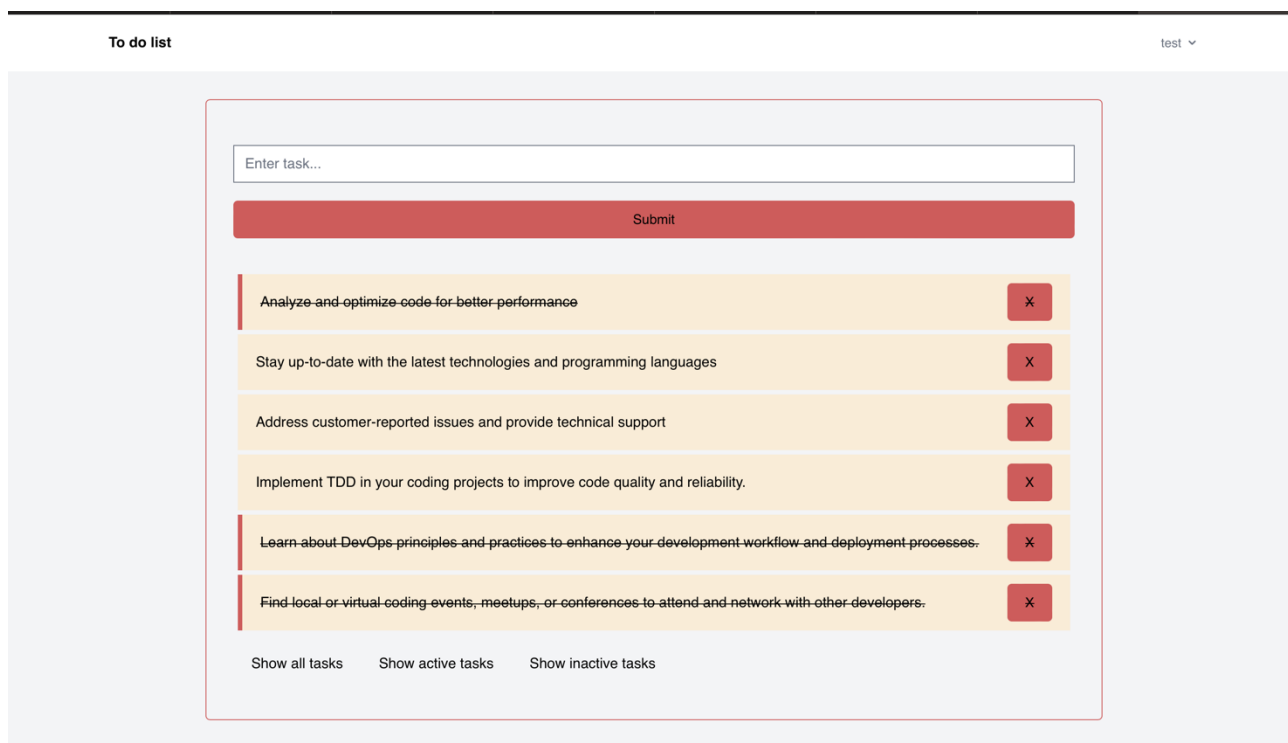 To do list
test
Enter task...
Submit
Analyze and optimize code for better performance X
Stay up-to-date with the latest technologies and programming languages X
Address customer-reported issues and provide technical support X
Implement TDD in your coding projects to improve code quality and reliability. X
Learn about DevOps principles and practices to enhance your development workflow and deployment processes. X
Find local or virtual coding events, meetups, or conferences to attend and network with other developers. X
Show all tasks Show active tasks Show inactive tasks